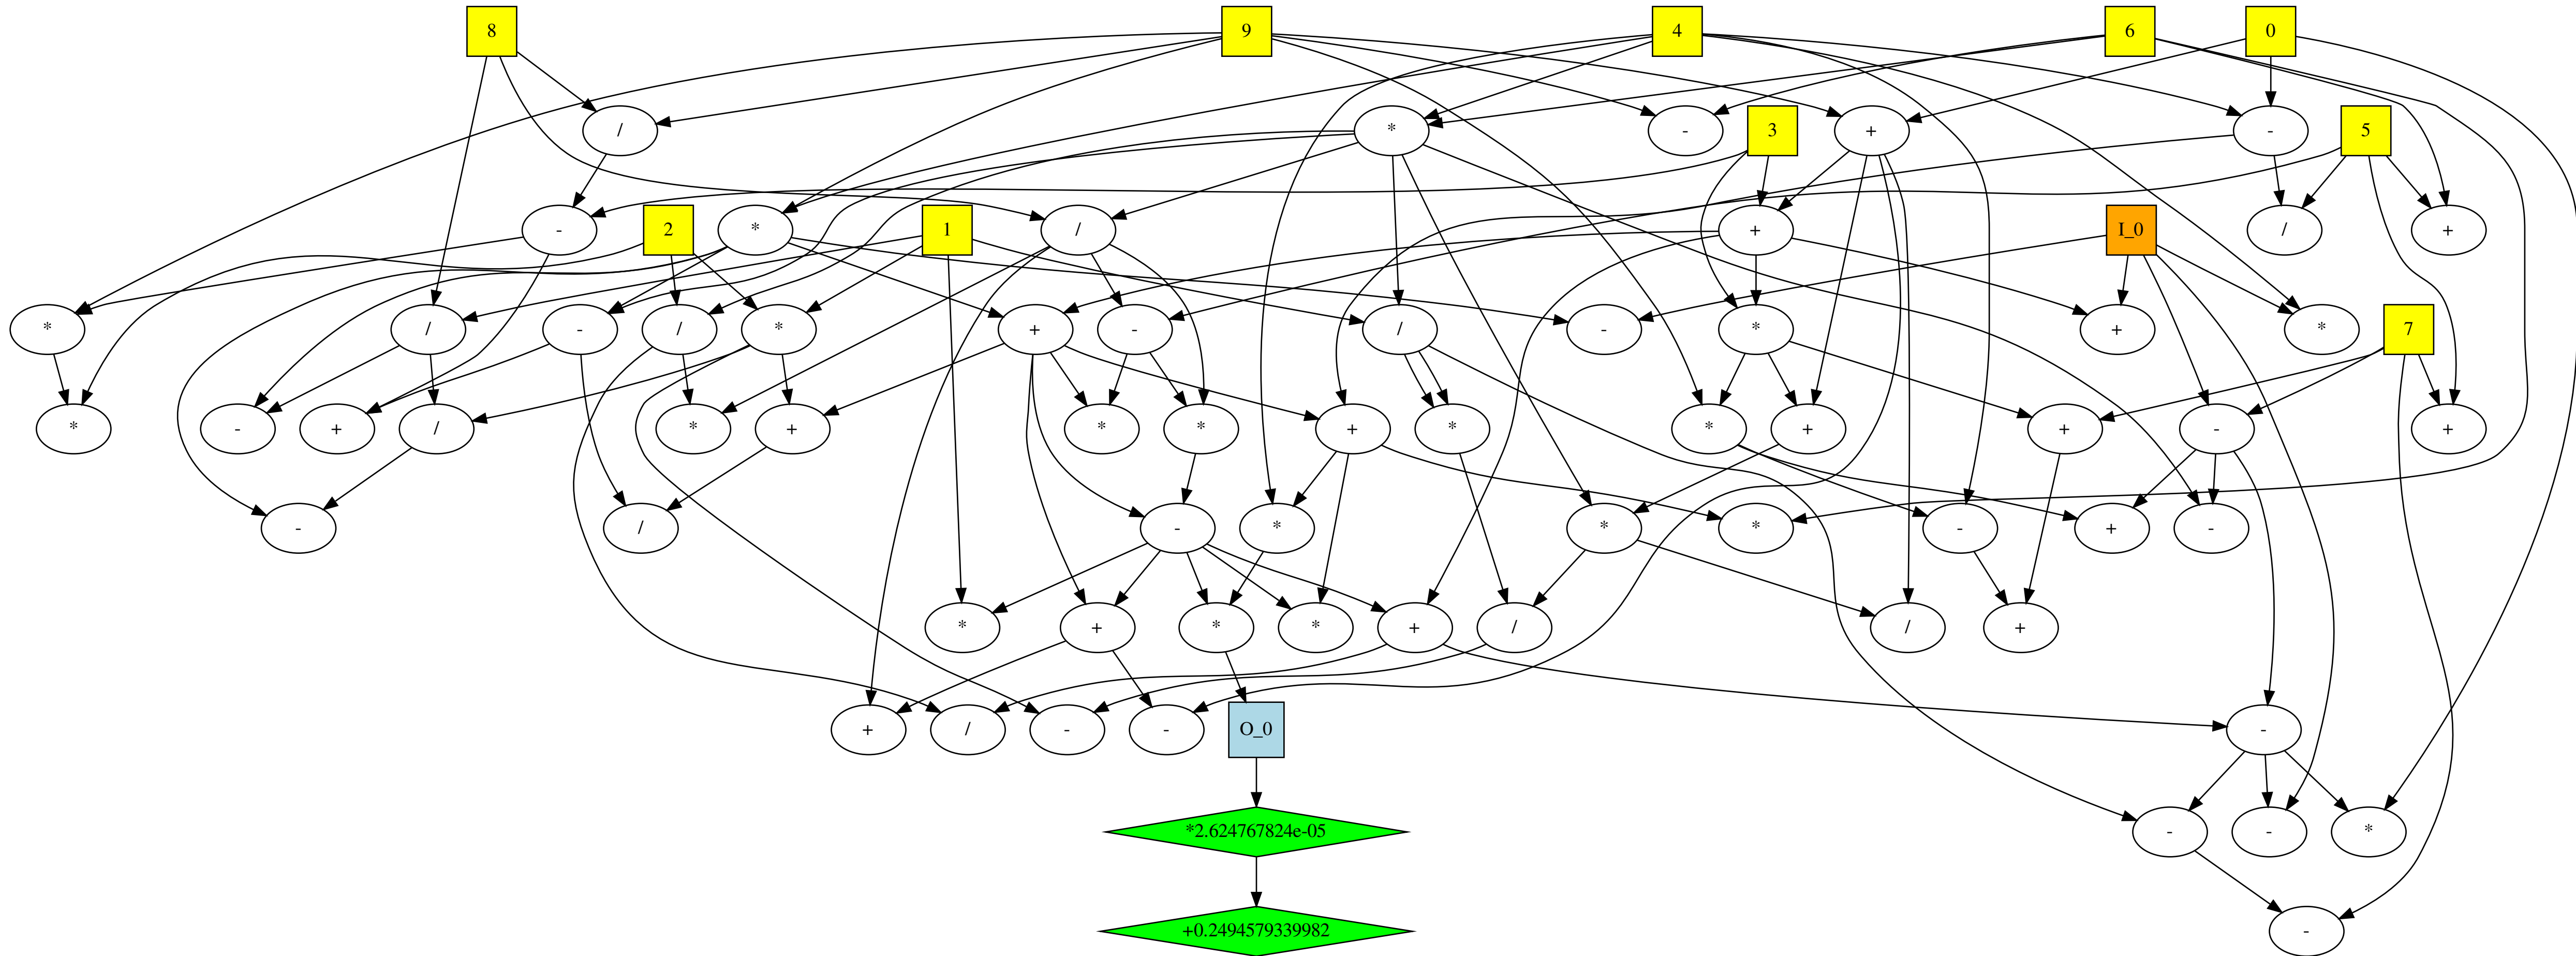 8 9 4 6 0
/ * - 3 + - 5
- 2 * 1 / + I_0 / +
* / - / * + - / - * + * 7
* - + / * + * * + * * + + - +
- / * * * - + -
* + * * + / / +
+ / - - O_0 -
*2.624767824e-05 - - *
+0.2494579339982 -